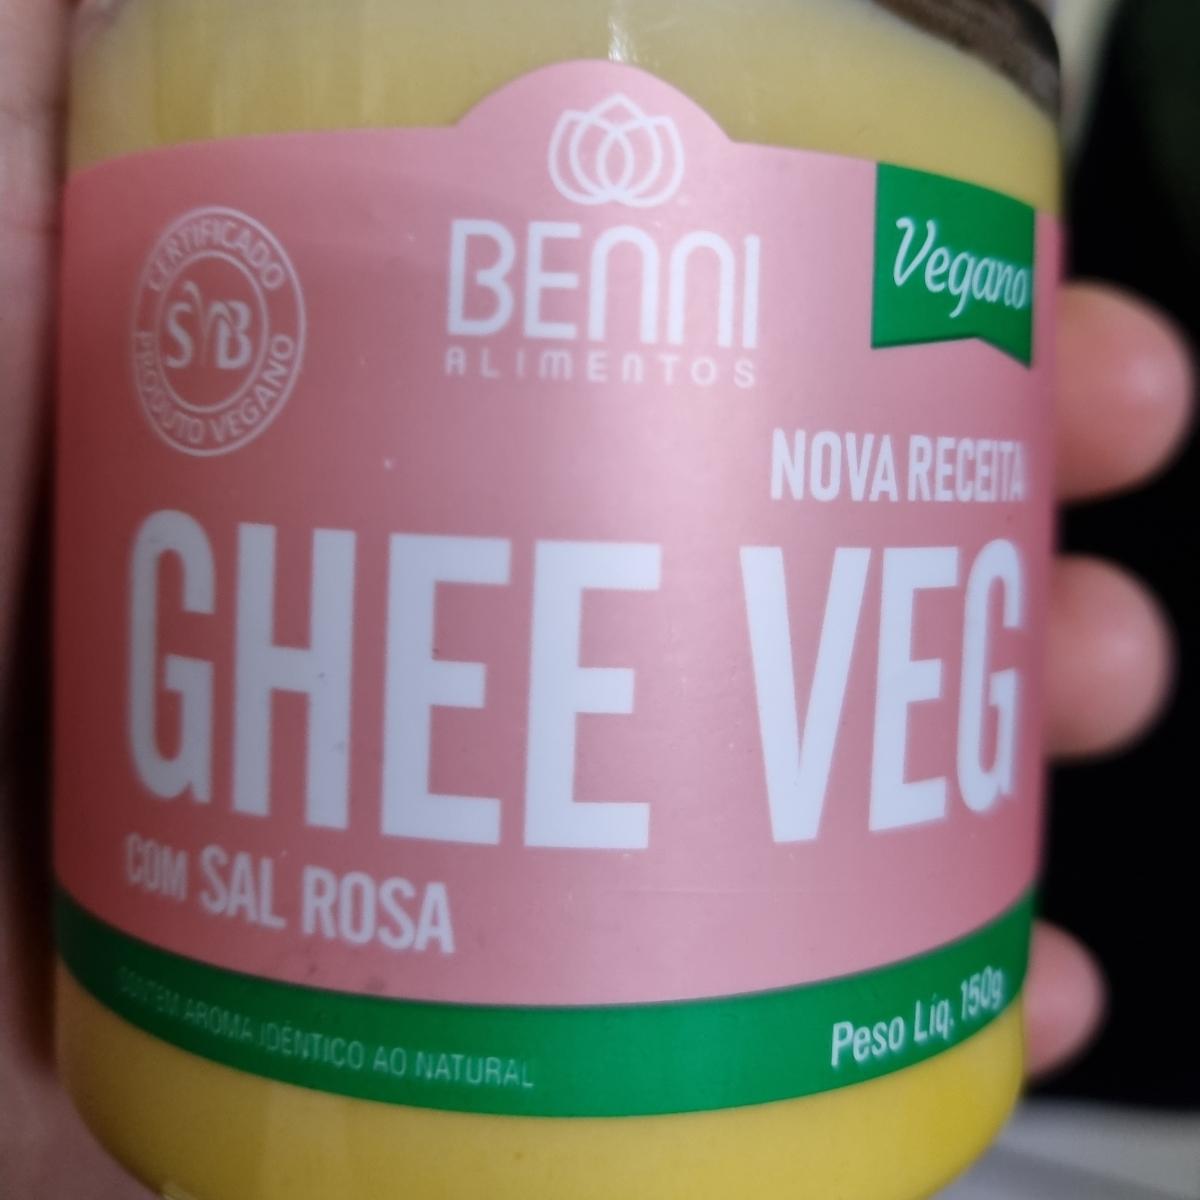 BENNI
ALIMENTOS
CERTIFICADO
SVB
PRODUTO VEGANO
Vegano
NOVA RECEITA
GHEE VEG
COM SAL ROSA
CONTÉM AROMA IDÊNTICO AO NATURAL
Peso Líq. 150g